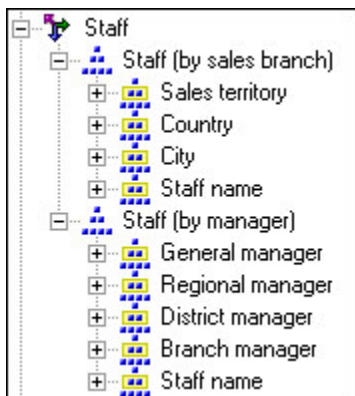 Staff
Staff (by sales branch)
Sales territory
Country
City
Staff name
Staff (by manager)
General manager
Regional manager
District manager
Branch manager
Staff name